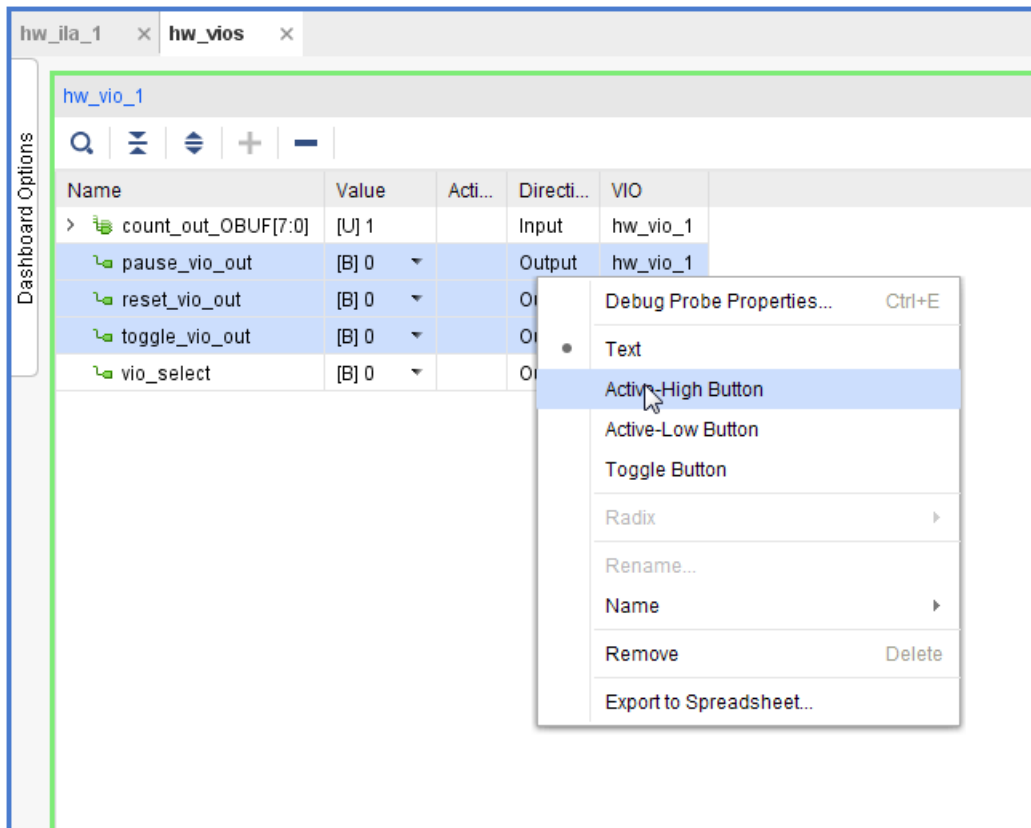 hw_ila_1 × hw_vios ×
Dashboard Options
hw_vio_1
Name Value Acti... Directi... VIO
count_out_OBUF[7:0] [U] 1 Input hw_vio_1
pause_vio_out [B] 0 Output hw_vio_1
reset_vio_out [B] 0
toggle_vio_out [B] 0
vio_select [B] 0
Debug Probe Properties... Ctrl+E
Text
Active-High Button
Active-Low Button
Toggle Button
Radix
Rename...
Name
Remove Delete
Export to Spreadsheet...